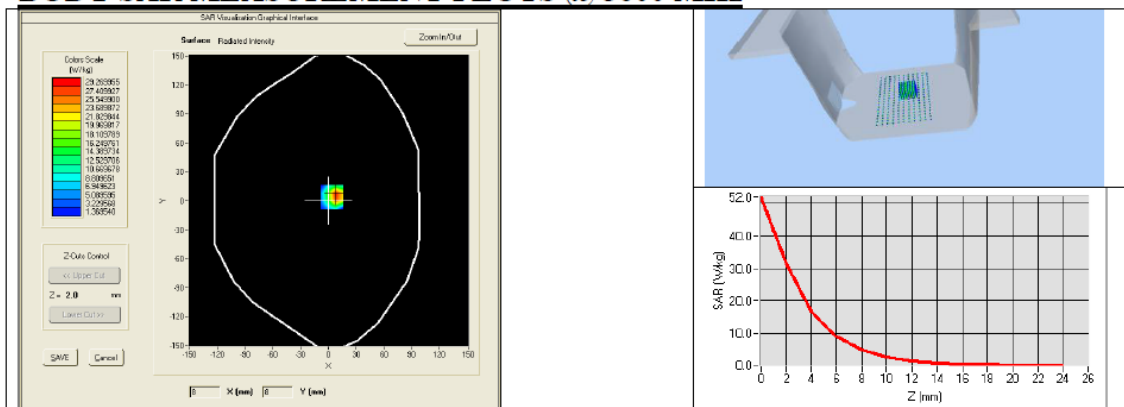 SAR Visualisation Graphical Interface
Surface Radiated Intensity
Zoom In/Out
Colors Scale
(W/kg)
29.269955
27.409927
25.549900
23.689872
21.829844
19.969817
18.109789
16.249761
14.389734
12.529706
10.669678
8.809651
6.949623
5.089595
3.229568
1.369540
150
120
90
60
30
0
-30
-60
-90
-120
-150
Y
-150 -120 -90 -60 -30 0 30 60 90 120 150
X
Z-Cuts Control
<< Upper Cut
Z = 2.0 mm
Lower Cut >>
SAVE Cancel
8 X (mm) 8 Y (mm)
52.0
40.0
30.0
20.0
10.0
0.0
SAR (W/kg)
0 2 4 6 8 10 12 14 16 18 20 22 24 26
Z (mm)